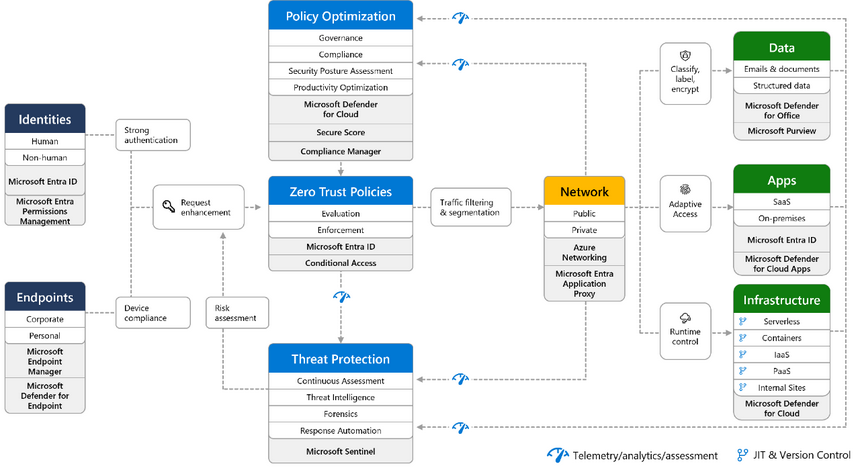 Policy Optimization
Governance
Compliance
Security Posture Assessment
Productivity Optimization
Microsoft Defender
for Cloud
Secure Score
Compliance Manager
Identities
Human
Non-human
Microsoft Entra ID
Microsoft Entra
Permissions
Management
Strong
authentication
Request
enhancement
Zero Trust Policies
Evaluation
Enforcement
Microsoft Entra ID
Conditional Access
Traffic filtering
& segmentation
Network
Public
Private
Azure
Networking
Microsoft Entra
Application
Proxy
Classify,
label,
encrypt
Data
Emails & documents
Structured data
Microsoft Defender
for Office
Microsoft Purview
Adaptive
Access
Apps
SaaS
On-premises
Microsoft Entra ID
Microsoft Defender
for Cloud Apps
Endpoints
Corporate
Personal
Microsoft
Endpoint
Manager
Microsoft
Defender for
Endpoint
Device
compliance
Risk
assessment
Threat Protection
Continuous Assessment
Threat Intelligence
Forensics
Response Automation
Microsoft Sentinel
Runtime
control
Infrastructure
Serverless
Containers
IaaS
PaaS
Internal Sites
Microsoft Defender
for Cloud
Telemetry/analytics/assessment
JIT & Version Control